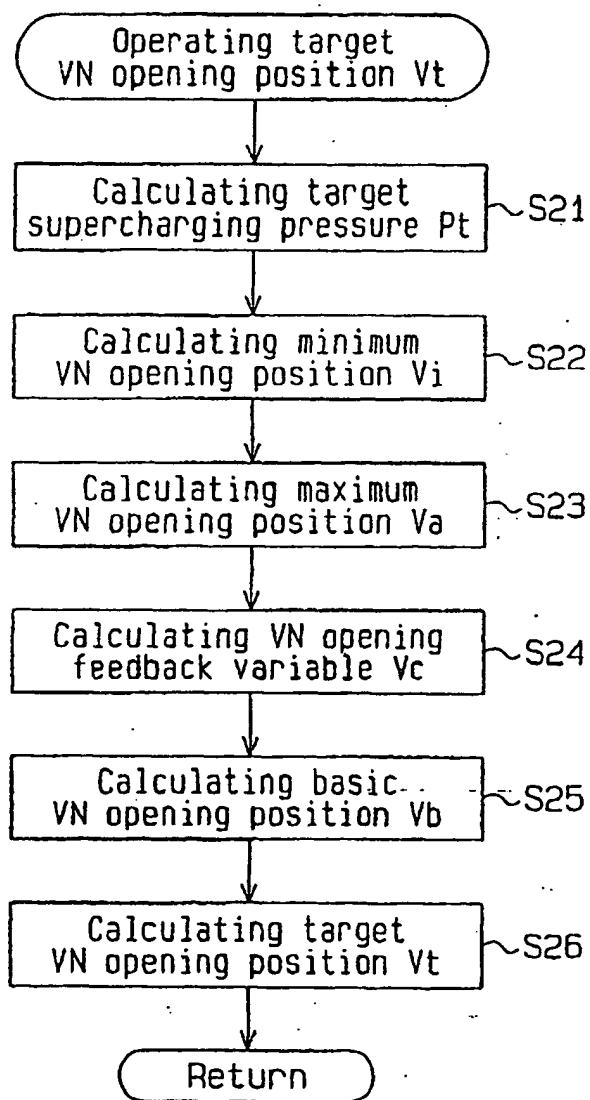 Operating target
VN opening position Vt
Calculating target
supercharging pressure Pt
S21
Calculating minimum
VN opening position Vi
S22
Calculating maximum
VN opening position Va
S23
Calculating VN opening
feedback variable Vc
S24
Calculating basic
VN opening position Vb
S25
Calculating target
VN opening position Vt
S26
Return